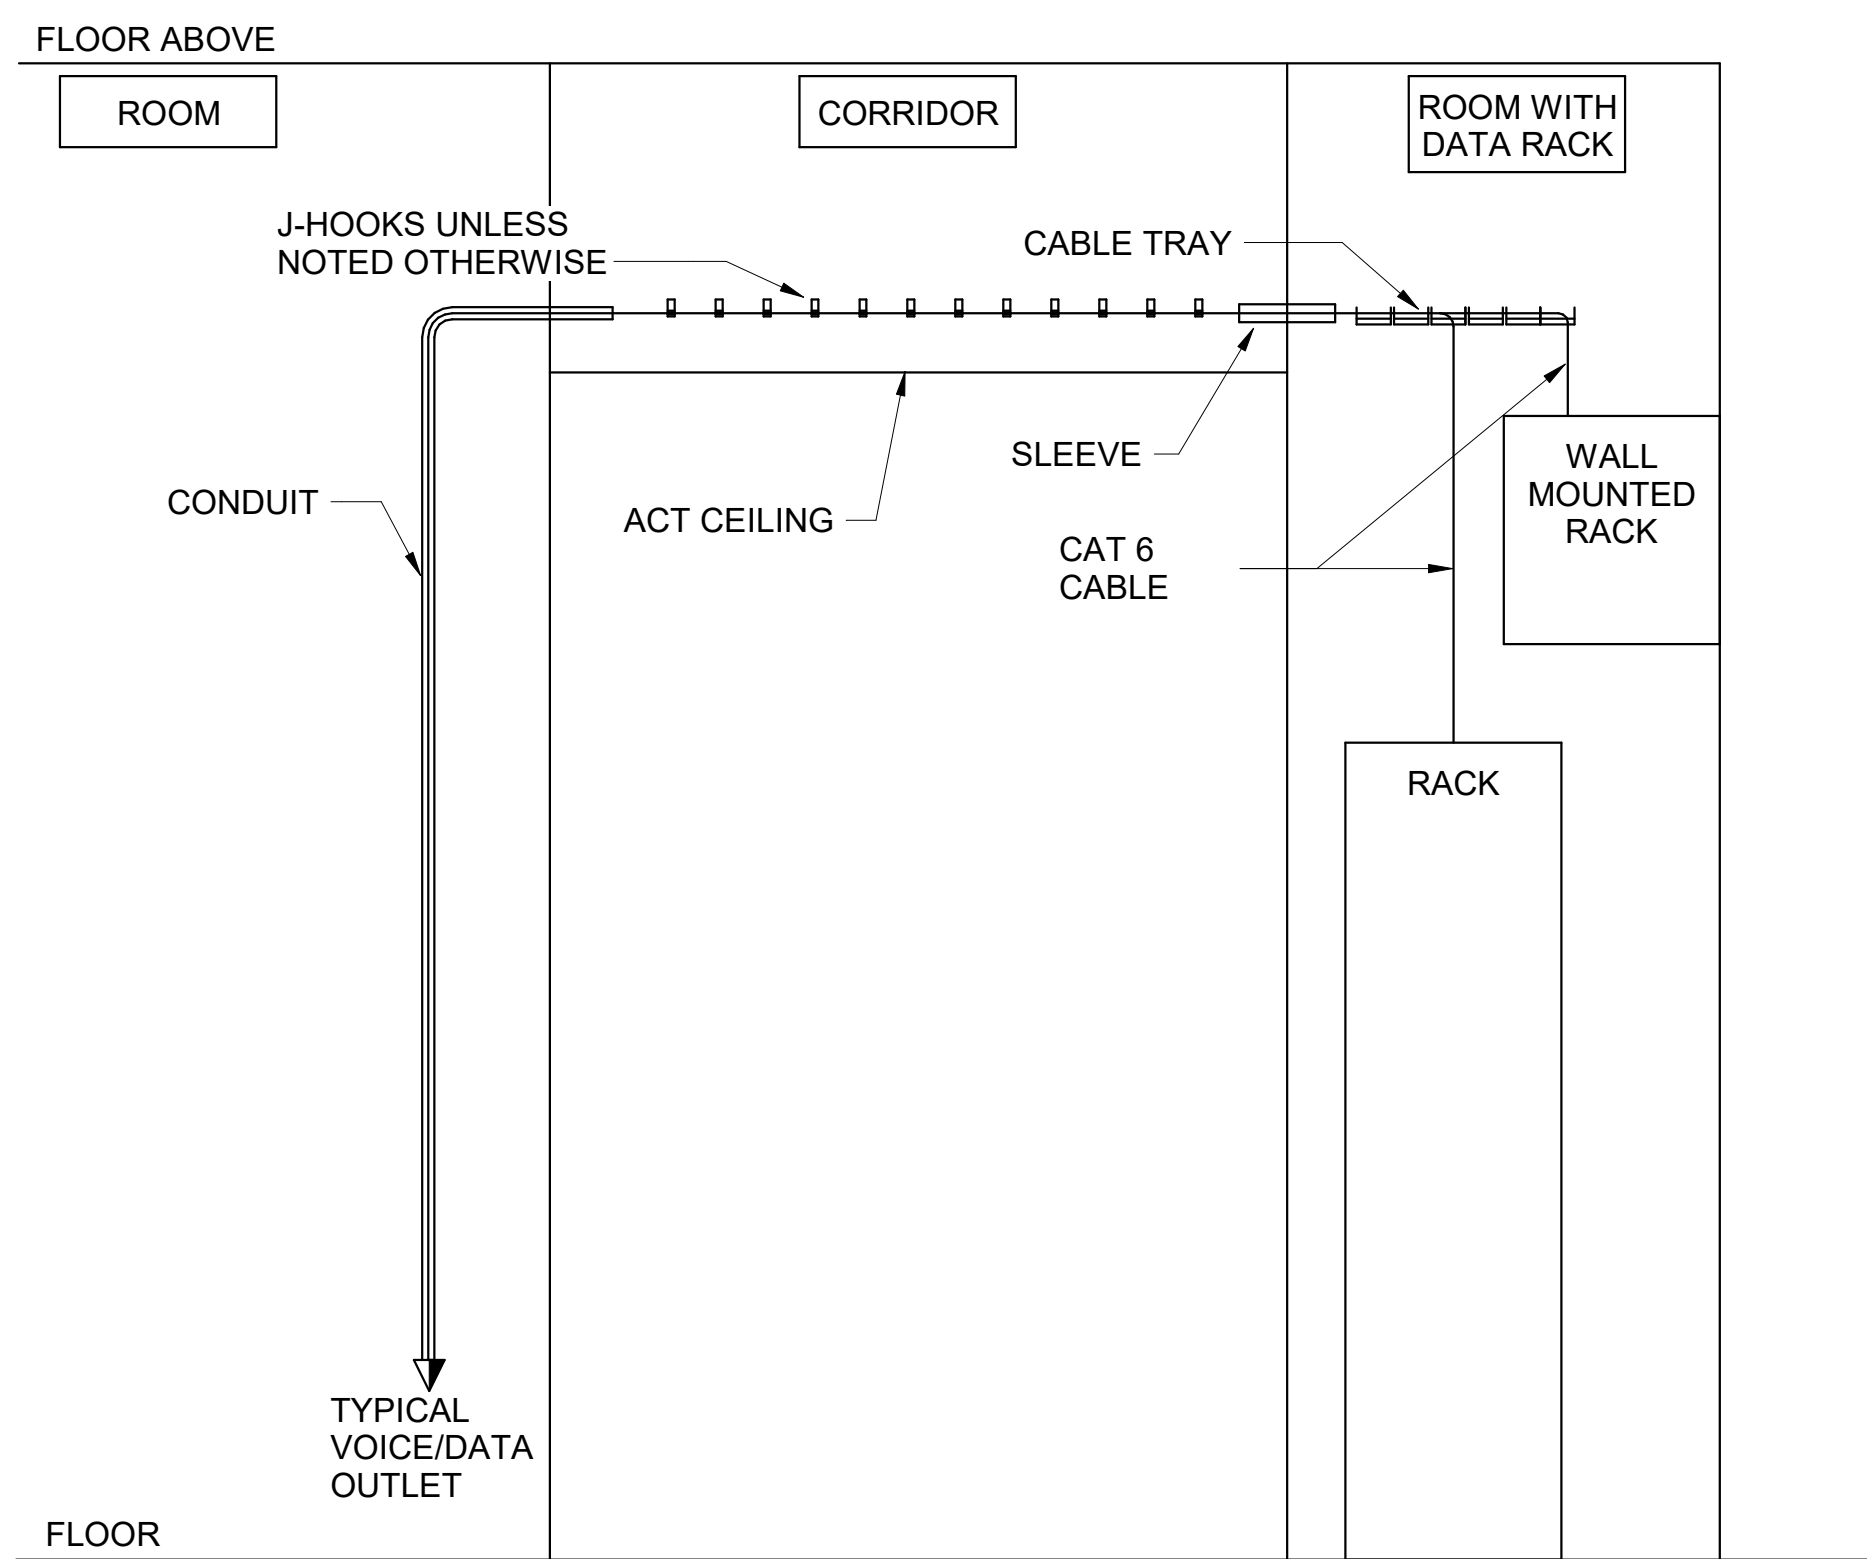 FLOOR ABOVE
ROOM
CORRIDOR
ROOM WITH
DATA RACK
J-HOOKS UNLESS
NOTED OTHERWISE
CABLE TRAY
SLEEVE
WALL
MOUNTED
RACK
CONDUIT
ACT CEILING
CAT 6
CABLE
RACK
TYPICAL
VOICE/DATA
OUTLET
FLOOR